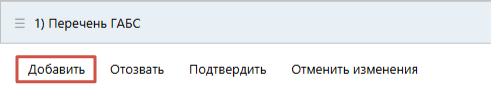 1) Перечень ГАБС
Добавить Отозвать Подтвердить Отменить изменения